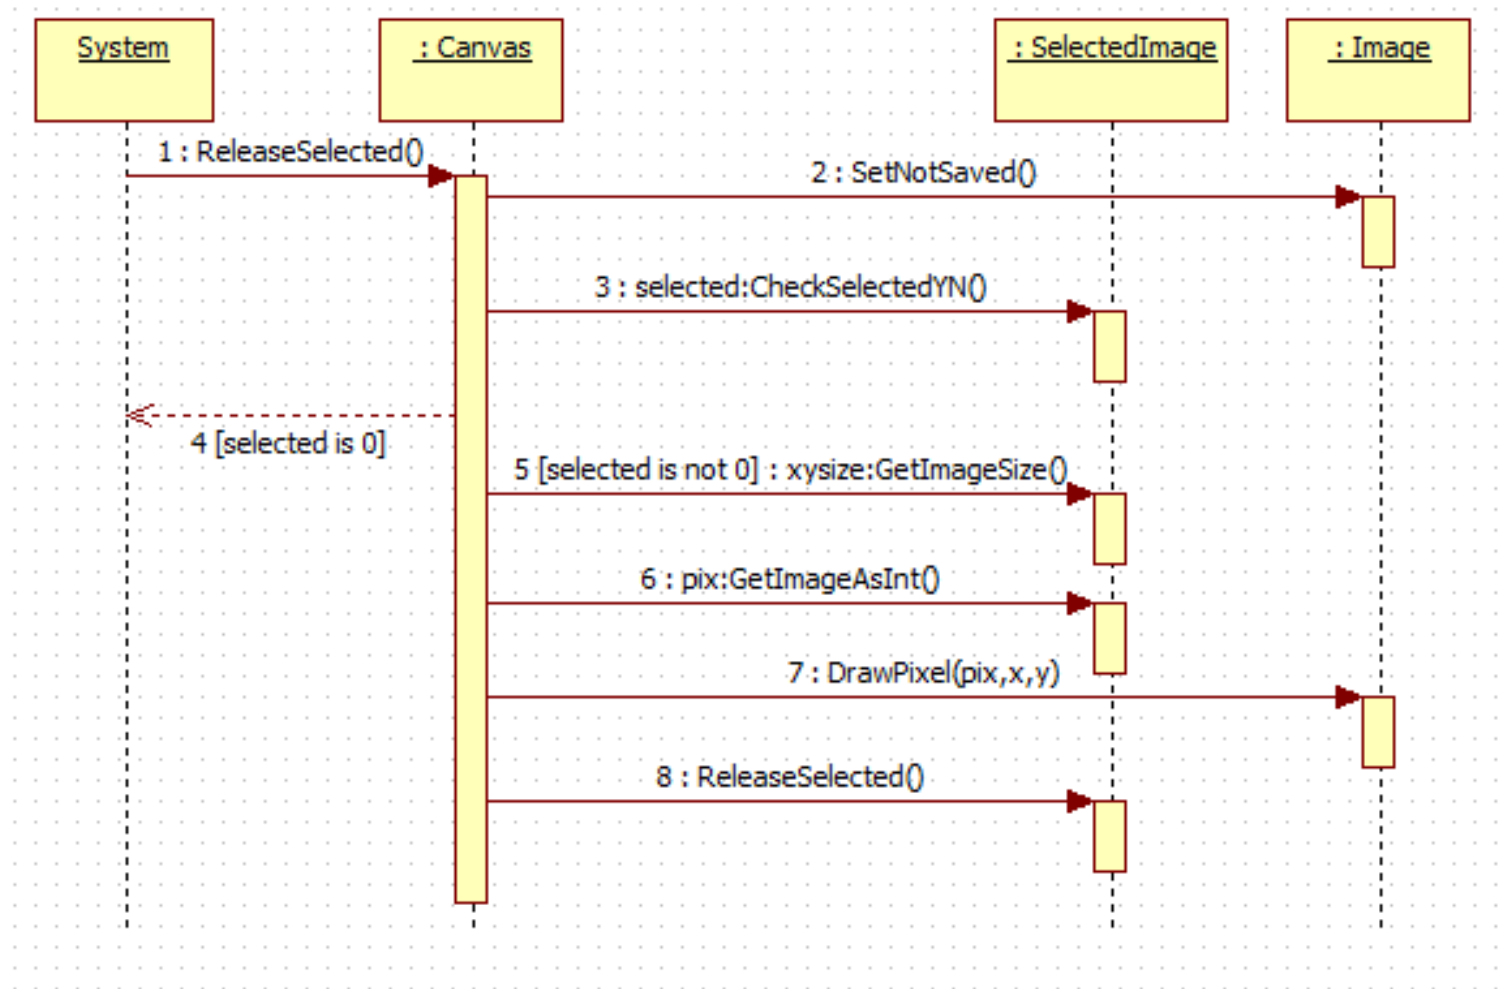 System
: Canvas
: SelectedImage
: Image
1 : ReleaseSelected()
2 : SetNotSaved()
3 : selected:CheckSelectedYN()
4 [selected is 0]
5 [selected is not 0] : xysize:GetImageSize()
6 : pix:GetImageAsInt()
7 : DrawPixel(pix,x,y)
8 : ReleaseSelected()